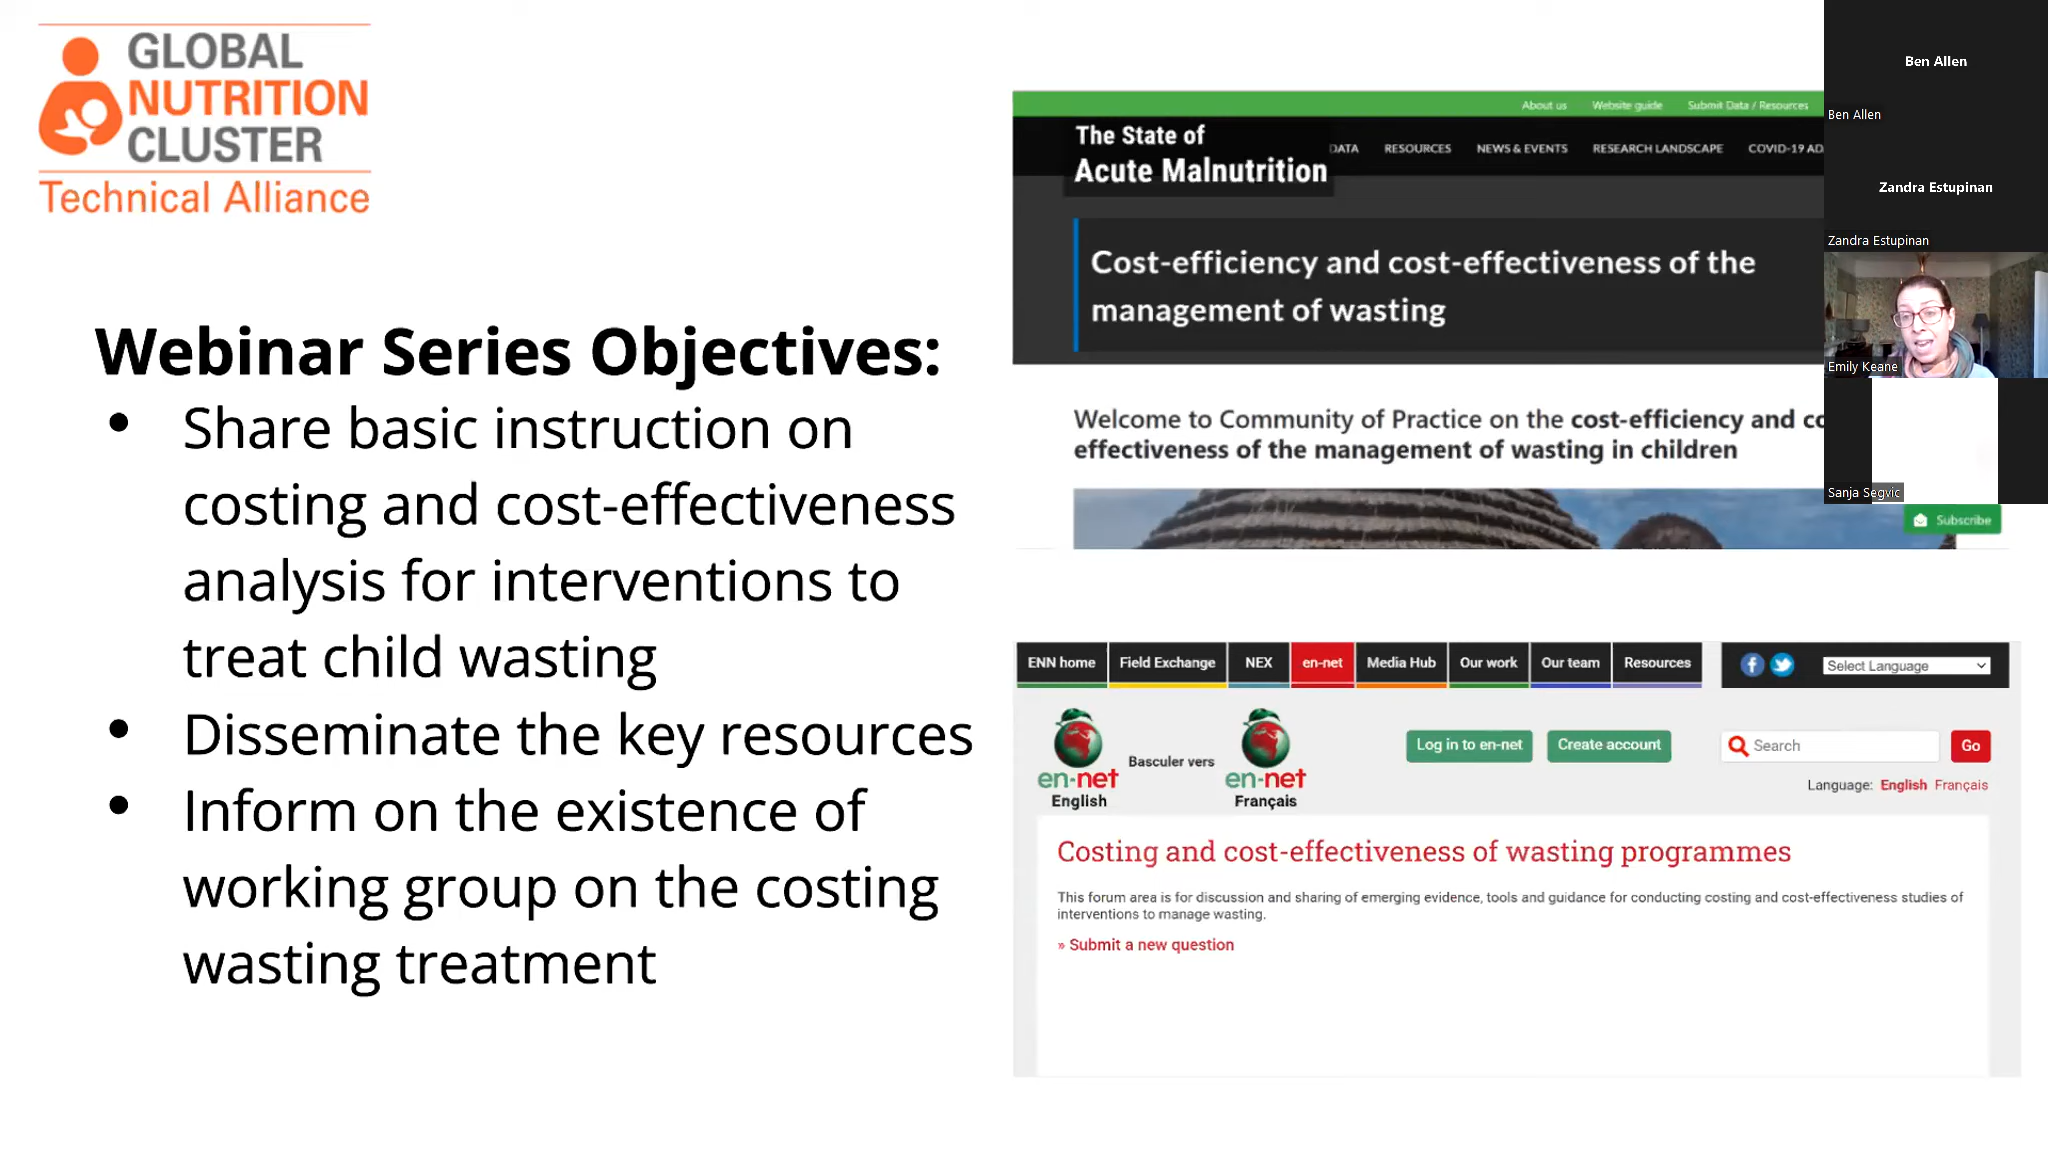 GLOBAL
NUTRITION
CLUSTER
Technical Alliance
Webinar Series Objectives:
• Share basic instruction on
costing and cost-effectiveness
analysis for interventions to
treat child wasting
• Disseminate the key resources
• Inform on the existence of
working group on the costing
wasting treatment
About us Website guide Submit Data / Resources
The State of
Acute Malnutrition
DATA RESOURCES NEWS & EVENTS RESEARCH LANDSCAPE COVID-19 AD
Cost-efficiency and cost-effectiveness of the
management of wasting
Welcome to Community of Practice on the cost-efficiency and co
effectiveness of the management of wasting in children
Subscribe
ENN home Field Exchange NEX en-net Media Hub Our work Our team Resources
Select Language
en-net
English
Basculer vers
en-net
Français
Log in to en-net Create account
Search Go
Language: English Français
Costing and cost-effectiveness of wasting programmes
This forum area is for discussion and sharing of emerging evidence, tools and guidance for conducting costing and cost-effectiveness studies of
interventions to manage wasting.
» Submit a new question
Ben Allen
Ben Allen
Zandra Estupinan
Zandra Estupinan
Emily Keane
Sanja Segvic